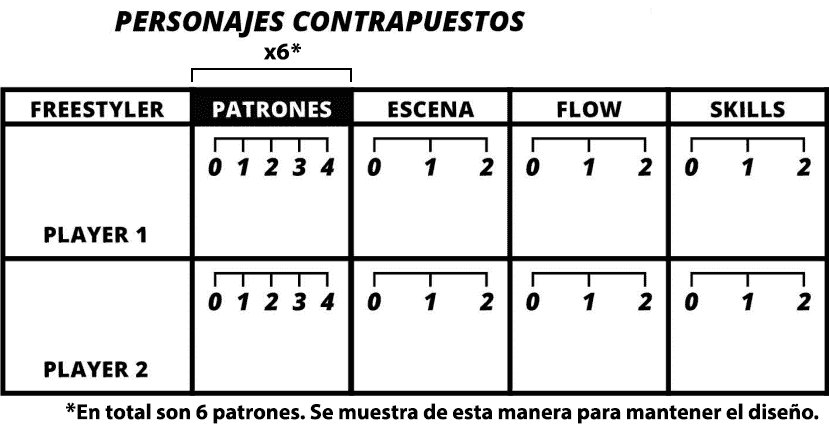 PERSONAJES CONTRAPUESTOS
x6*
FREESTYLER PATRONES ESCENA FLOW SKILLS
0 1 2 3 4 0 1 2 0 1 2 0 1 2
PLAYER 1
0 1 2 3 4 0 1 2 0 1 2 0 1 2
PLAYER 2
*En total son 6 patrones. Se muestra de esta manera para mantener el diseño.